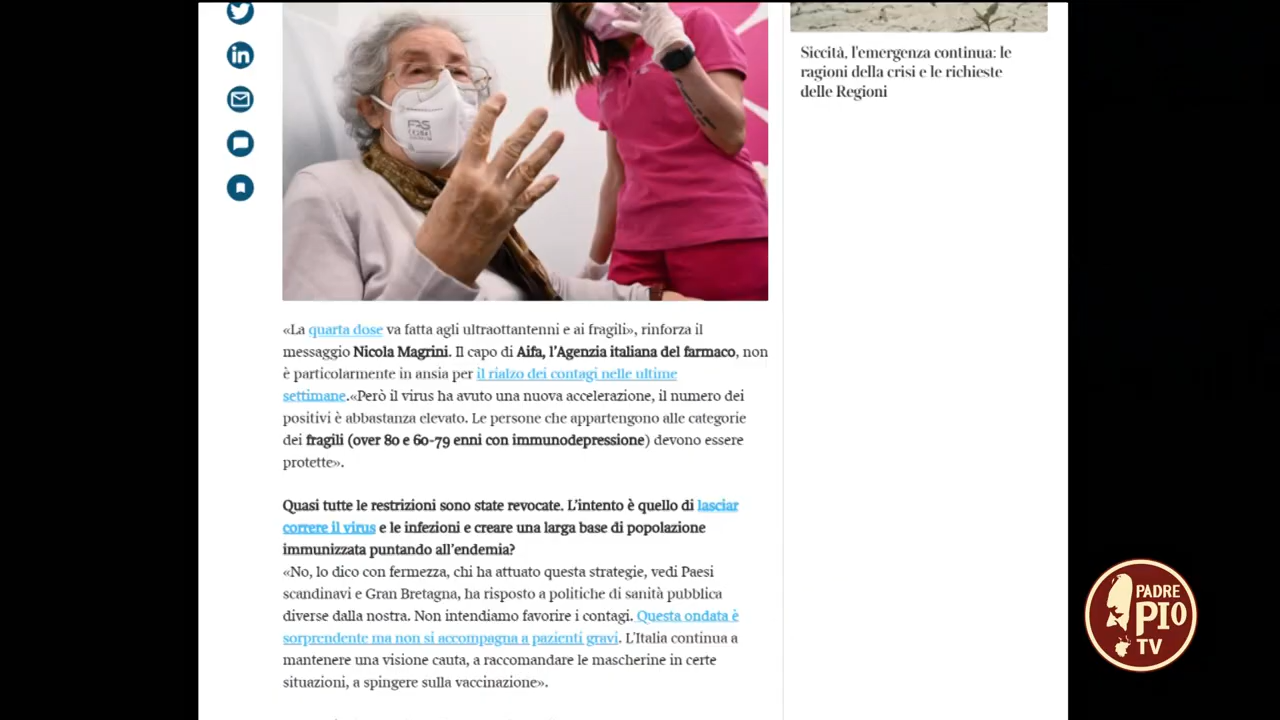 Siccità, l'emergenza continua: le
ragioni della crisi e le richieste
delle Regioni
«La quarta dose va fatta agli ultraottantenni e ai fragili», rinforza il
messaggio Nicola Magrini. Il capo di Aifa, l'Agenzia italiana del farmaco, non
è particolarmente in ansia per il rialzo dei contagi nelle ultime
settimane.«Però il virus ha avuto una nuova accelerazione, il numero dei
positivi è abbastanza elevato. Le persone che appartengono alle categorie
dei fragili (over 80 e 60-79 enni con immunodepressione) devono essere
protette».
Quasi tutte le restrizioni sono state revocate. L'intento è quello di lasciar
correre il virus e le infezioni e creare una larga base di popolazione
immunizzata puntando all'endemia?
«No, lo dico con fermezza, chi ha attuato questa strategie, vedi Paesi
scandinavi e Gran Bretagna, ha risposto a politiche di sanità pubblica
diverse dalla nostra. Non intendiamo favorire i contagi. Questa ondata è
sorprendente ma non si accompagna a pazienti gravi. L'Italia continua a
mantenere una visione cauta, a raccomandare le mascherine in certe
situazioni, a spingere sulla vaccinazione».
PADRE
PIO
TV